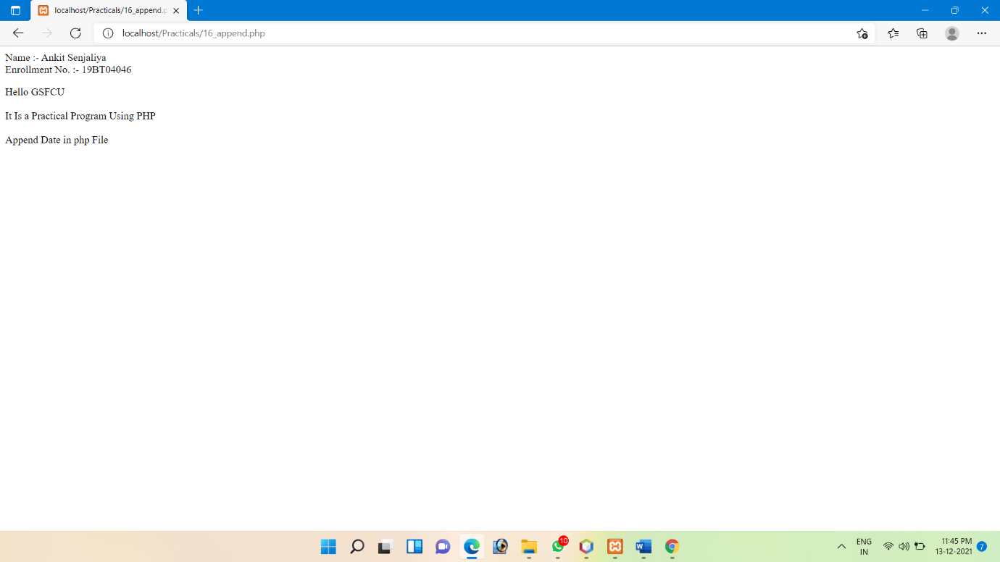 localhost/Practicals/16_append.p
localhost/Practicals/16_append.php
Name :- Ankit Senjaliya
Enrollment No. :- 19BT04046
Hello GSFCU
It Is a Practical Program Using PHP
Append Date in php File
10
ENG
IN
11:45 PM
13-12-2021
7